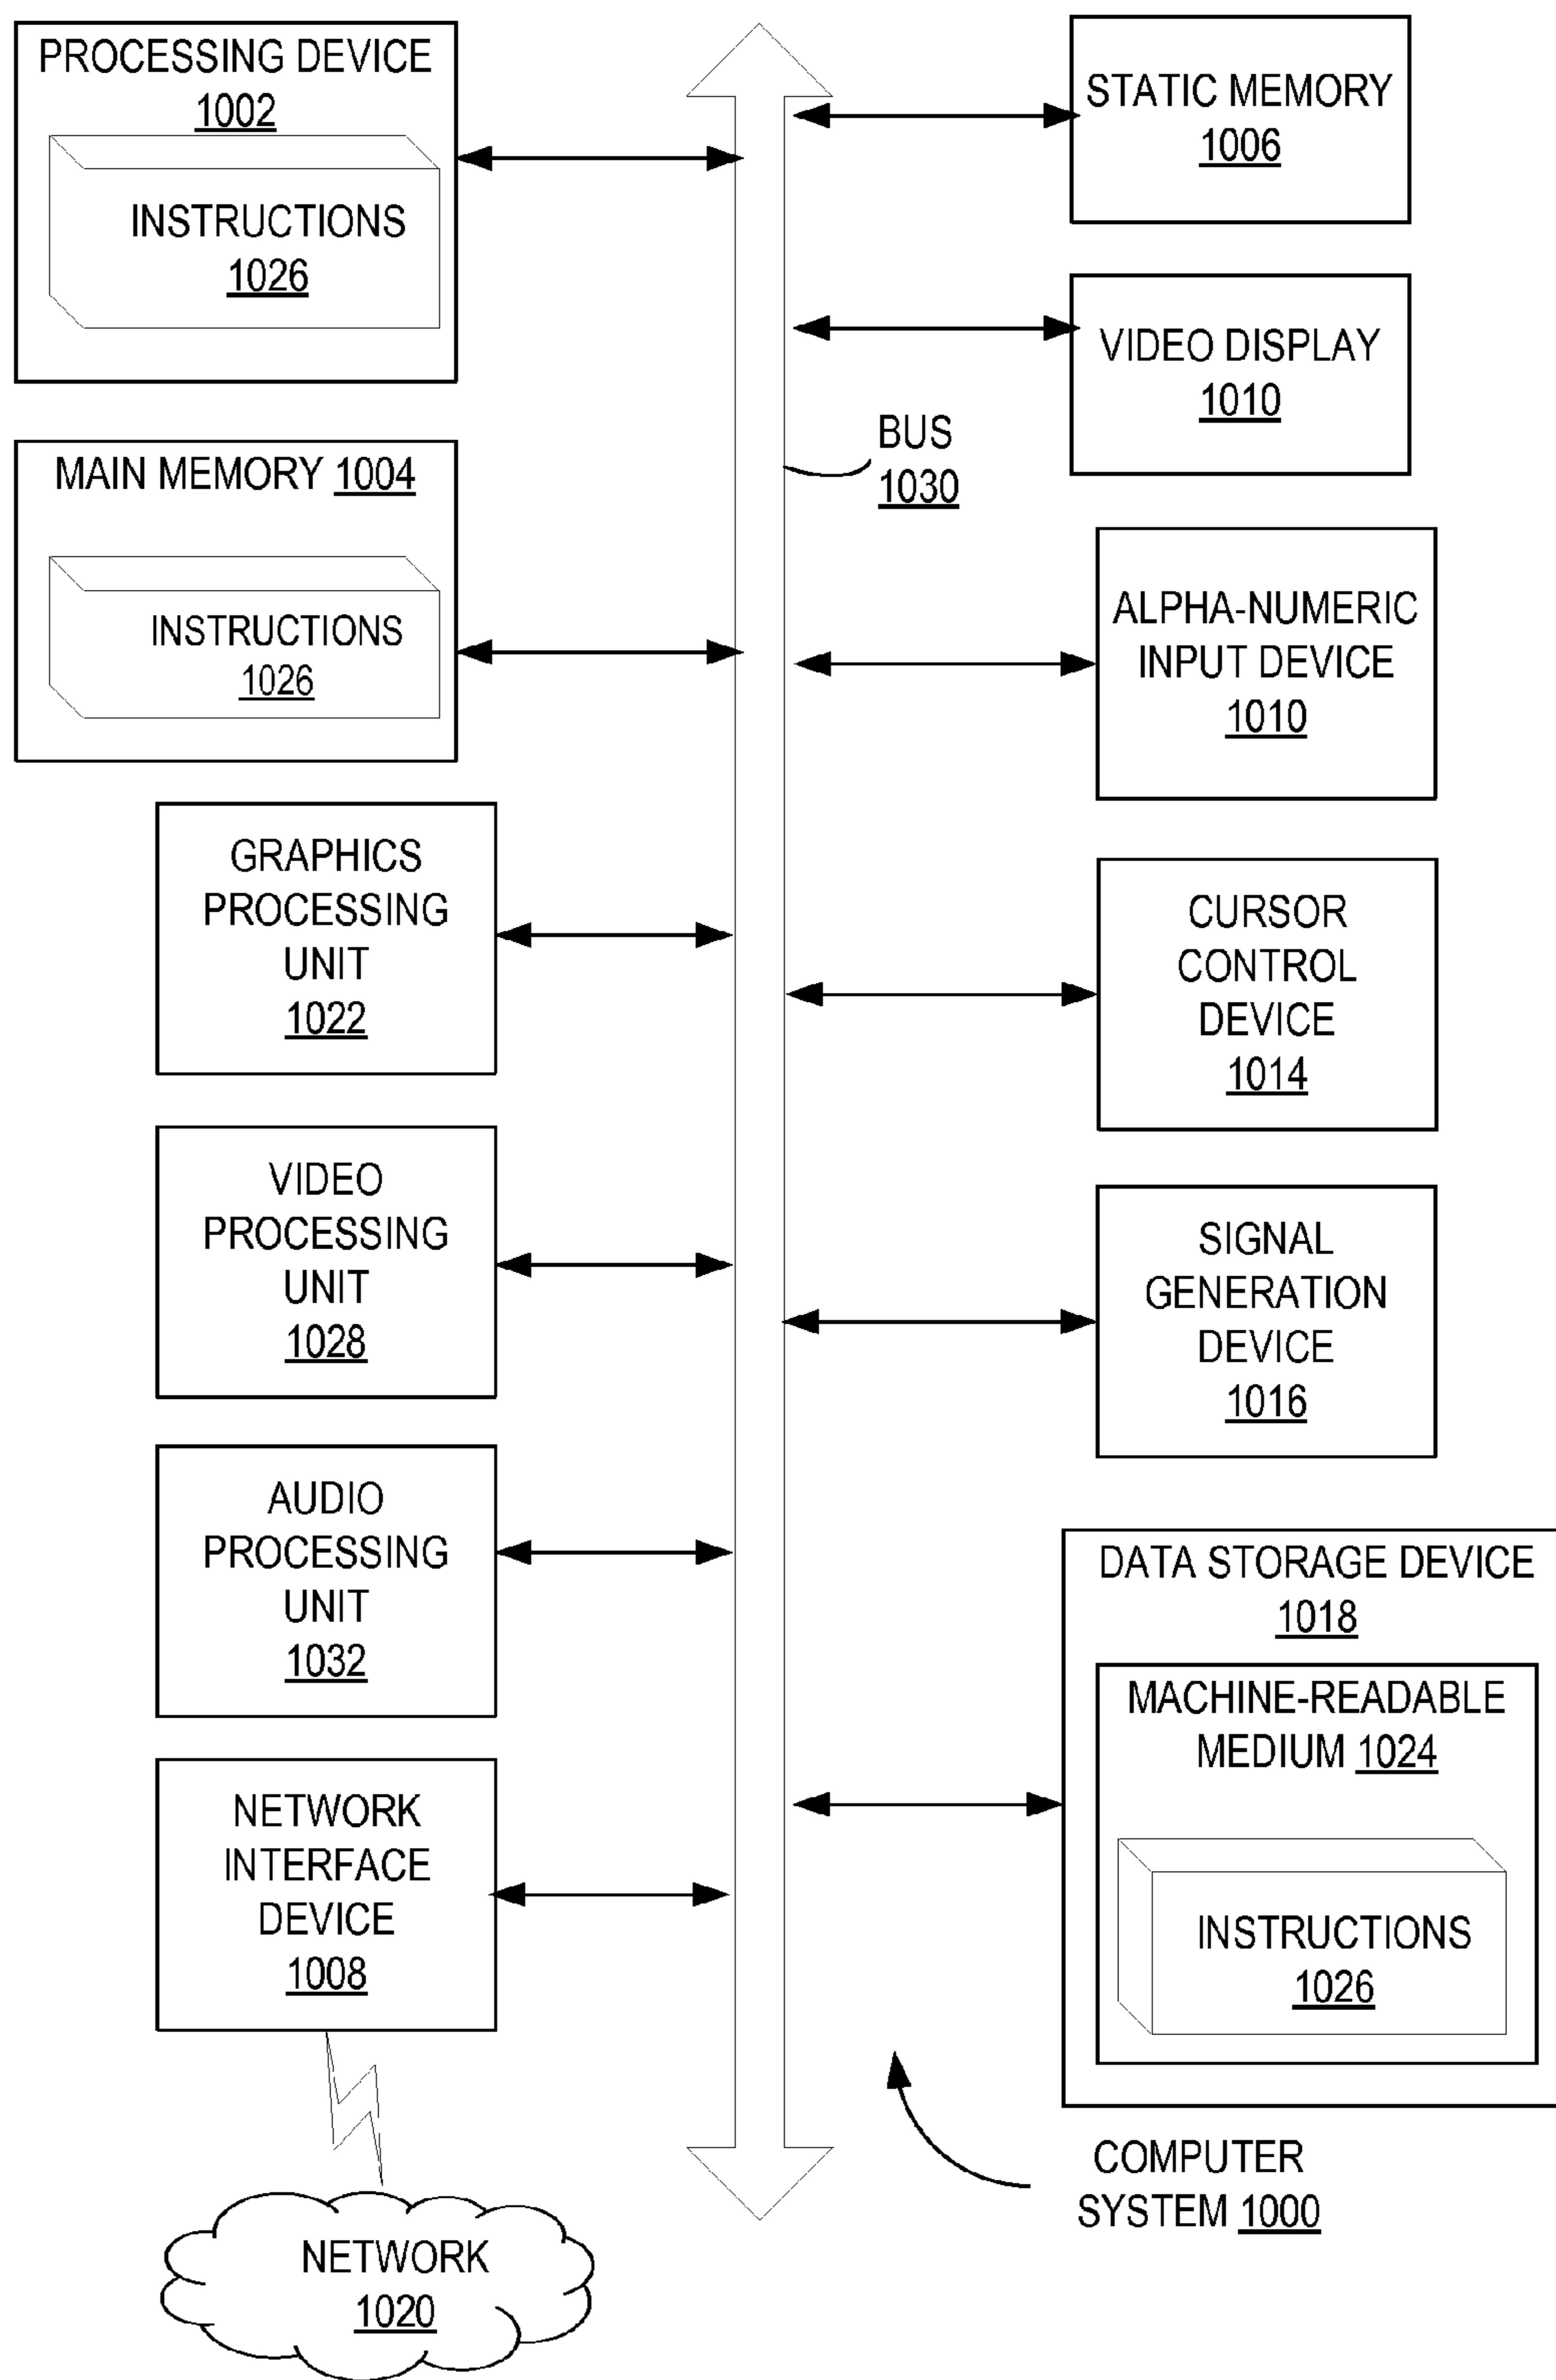 PROCESSING DEVICE
1002
INSTRUCTIONS
1026
MAIN MEMORY 1004
INSTRUCTIONS
1026
GRAPHICS
PROCESSING
UNIT
1022
VIDEO
PROCESSING
UNIT
1028
AUDIO
PROCESSING
UNIT
1032
NETWORK
INTERFACE
DEVICE
1008
NETWORK
1020
BUS
1030
STATIC MEMORY
1006
VIDEO DISPLAY
1010
ALPHA-NUMERIC
INPUT DEVICE
1010
CURSOR
CONTROL
DEVICE
1014
SIGNAL
GENERATION
DEVICE
1016
DATA STORAGE DEVICE
1018
MACHINE-READABLE
MEDIUM 1024
INSTRUCTIONS
1026
COMPUTER
SYSTEM 1000